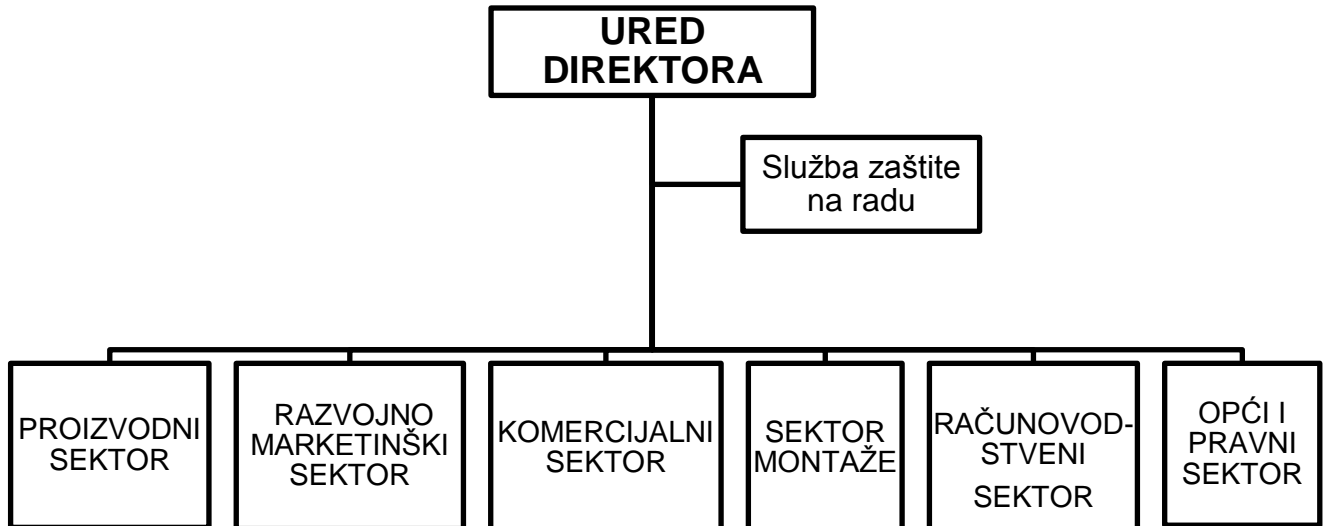 URED
DIREKTORA
Služba zaštite
na radu
PROIZVODNI
SEKTOR
RAZVOJNO
MARKETINŠKI
SEKTOR
KOMERCIJALNI
SEKTOR
SEKTOR
MONTAŽE
RAČUNOVOD-
STVENI
SEKTOR
OPĆI I
PRAVNI
SEKTOR